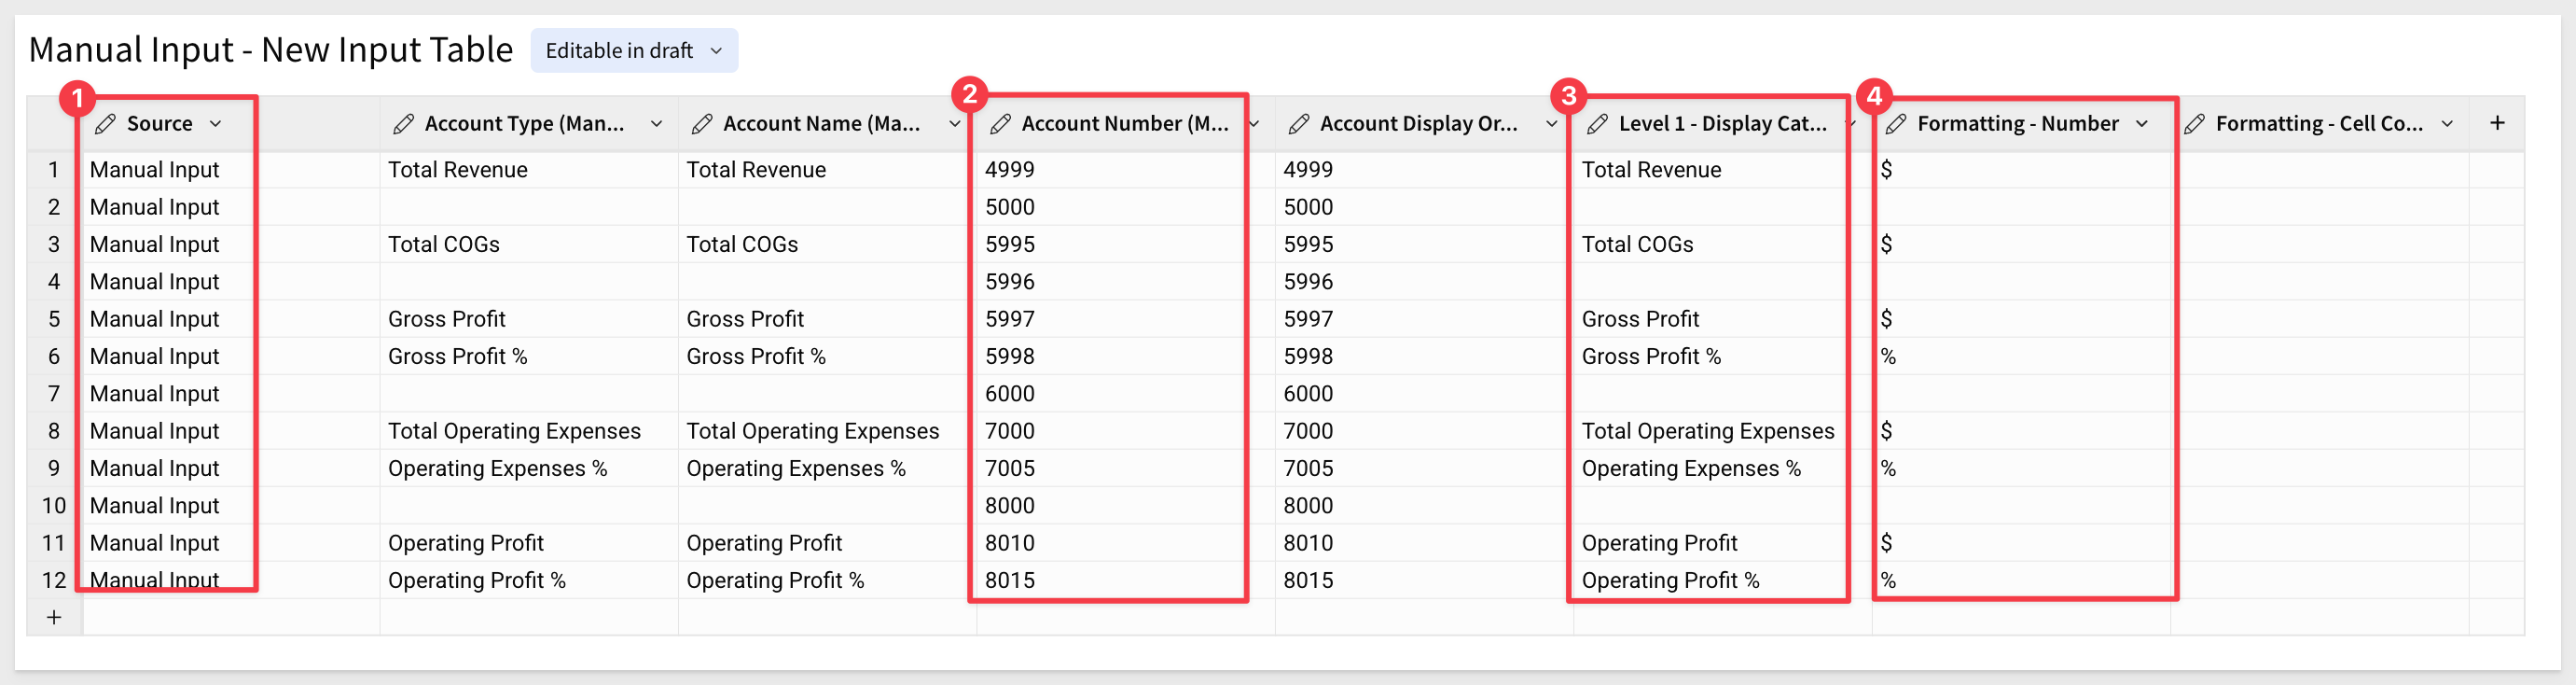 Manual Input - New Input Table Editable in draft
1 2 3 4
Source Account Type (Man... Account Name (Ma... Account Number (M... Account Display Or... Level 1 - Display Cat... Formatting - Number Formatting - Cell Co... +
1 Manual Input Total Revenue Total Revenue 4999 4999 Total Revenue $
2 Manual Input 5000 5000
3 Manual Input Total COGs Total COGs 5995 5995 Total COGs $
4 Manual Input 5996 5996
5 Manual Input Gross Profit Gross Profit 5997 5997 Gross Profit $
6 Manual Input Gross Profit % Gross Profit % 5998 5998 Gross Profit % %
7 Manual Input 6000 6000
8 Manual Input Total Operating Expenses Total Operating Expenses 7000 7000 Total Operating Expenses $
9 Manual Input Operating Expenses % Operating Expenses % 7005 7005 Operating Expenses % %
10 Manual Input 8000 8000
11 Manual Input Operating Profit Operating Profit 8010 8010 Operating Profit $
12 Manual Input Operating Profit % Operating Profit % 8015 8015 Operating Profit % %
+